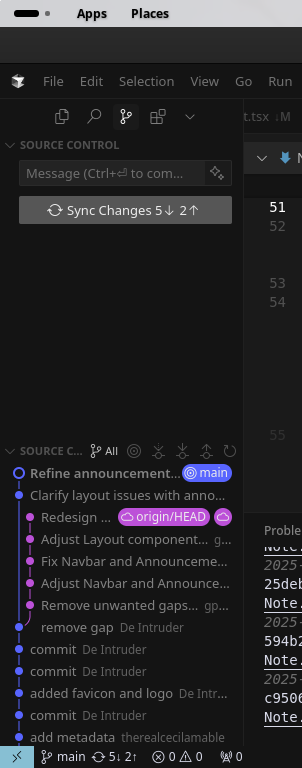 Apps Places
File Edit Selection View Go Run
t.tsx ↓M
SOURCE CONTROL
Message (Ctrl+⏎ to com...
Sync Changes 5↓ 2↑
51
52
53
54
55
SOURCE C... All
Refine announcement... main
Clarify layout issues with anno...
Redesign ... origin/HEAD
Adjust Layout component... g...
Fix Navbar and Announceme...
Adjust Navbar and Announce...
Remove unwanted gaps... gp...
remove gap De Intruder
commit De Intruder
commit De Intruder
added favicon and logo De Intr...
commit De Intruder
add metadata therealcecilamable
Proble
Note.
2025-
25deb
Note.
2025-
594b2
Note.
2025-
c9506
Note.
main 5↓ 2↑ 0 0 0